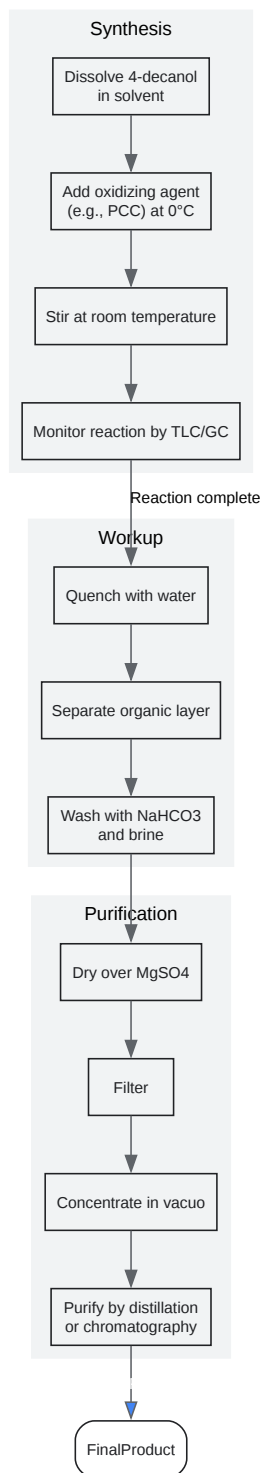 Synthesis
Dissolve 4-decanol
in solvent
Add oxidizing agent
(e.g., PCC) at 0°C
Stir at room temperature
Monitor reaction by TLC/GC
Reaction complete
Workup
Quench with water
Separate organic layer
Wash with NaHCO3
and brine
Purification
Dry over MgSO4
Filter
Concentrate in vacuo
Purify by distillation
or chromatography
FinalProduct